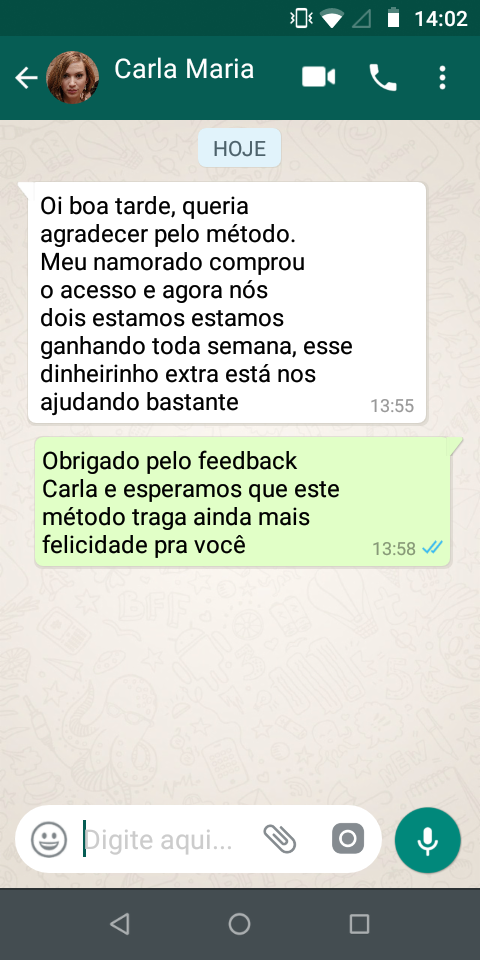 14:02
Carla Maria
HOJE
Oi boa tarde, queria
agradecer pelo método.
Meu namorado comprou
o acesso e agora nós
dois estamos estamos
ganhando toda semana, esse
dinheirinho extra está nos
ajudando bastante
13:55
Obrigado pelo feedback
Carla e esperamos que este
método traga ainda mais
felicidade pra você
13:58
Digite aqui...